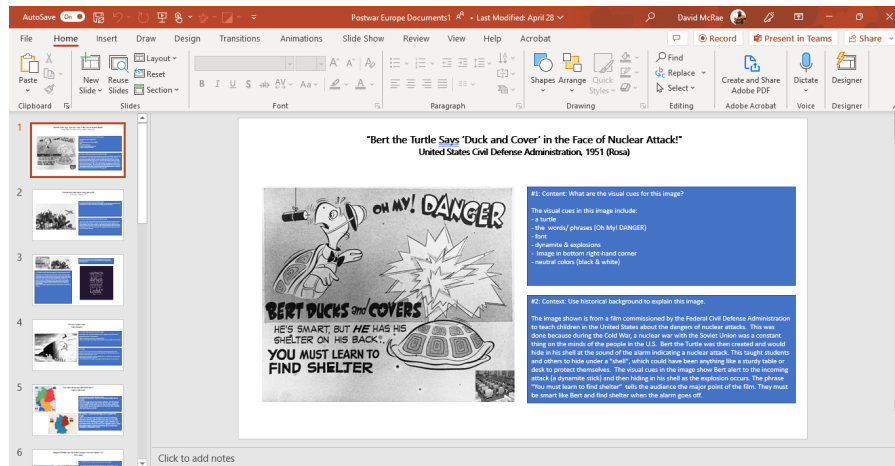 AutoSave On Postwar Europe Documents1 • Last Modified: April 28 David McRae
File Home Insert Draw Design Transitions Animations Slide Show Review View Help Acrobat Record Present in Teams Share
Paste New Slide Reuse Slides Layout Reset Section B I U S ab AV Aa A A A A Shapes Arrange Quick Styles Find Replace Select Create and Share Adobe PDF Dictate Designer
Clipboard Slides Font Paragraph Drawing Editing Adobe Acrobat Voice Designer
1
2
3
4
5
6
"Bert the Turtle Says 'Duck and Cover' in the Face of Nuclear Attack!"
United States Civil Defense Administration, 1951 (Rosa)
OH MY! DANGER
BERT DUCKS and COVERS
HE'S SMART, BUT HE HAS HIS
SHELTER ON HIS BACK..
YOU MUST LEARN TO
FIND SHELTER
#1: Content: What are the visual cues for this image?
The visual cues in this image include:
- a turtle
- the words/ phrases {Oh My! DANGER}
- font
- dynamite & explosions
- Image in bottom right-hand corner
- neutral colors {black & white}
#2: Context: Use historical background to explain this image.
The image shown is from a film commissioned by the Federal Civil Defense Administration
to teach children in the United States about the dangers of nuclear attacks. This was
done because during the Cold War, a nuclear war with the Soviet Union was a constant
thing on the minds of the people in the U.S. Bert the Turtle was then created and would
hide in his shell at the sound of the alarm indicating a nuclear attack. This taught students
and others to hide under a "shell", which could have been anything like a sturdy table or
desk to protect themselves. The visual cues in the image show Bert alert to the incoming
attack (a dynamite stick) and then hiding in his shell as the explosion occurs. The phrase
"You must learn to find shelter" tells the audience the major point of the film. They must
be smart like Bert and find shelter when the alarm goes off.
Click to add notes